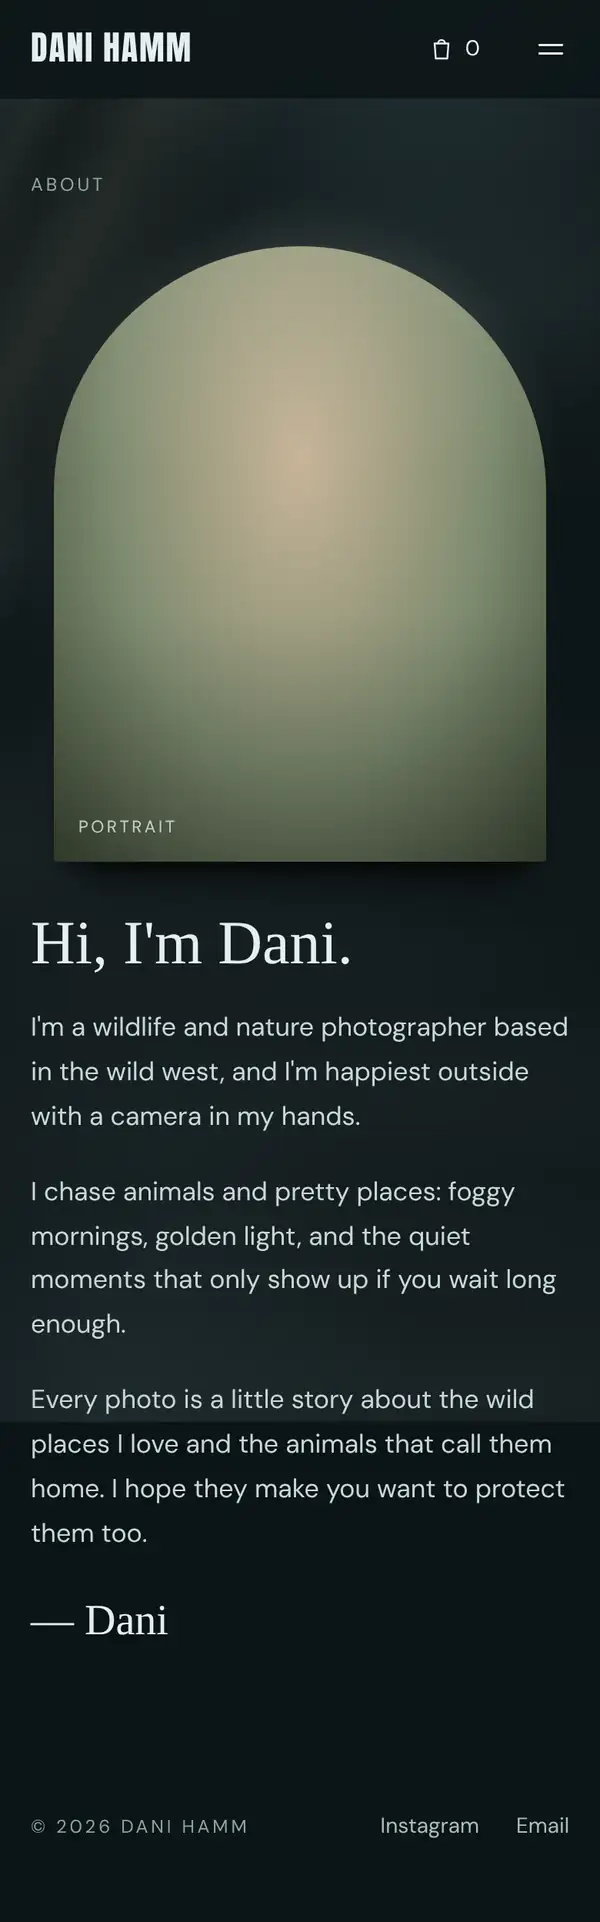 DANI HAMM
0
ABOUT
PORTRAIT
Hi, I'm Dani.
I'm a wildlife and nature photographer based
in the wild west, and I'm happiest outside
with a camera in my hands.
I chase animals and pretty places: foggy
mornings, golden light, and the quiet
moments that only show up if you wait long
enough.
Every photo is a little story about the wild
places I love and the animals that call them
home. I hope they make you want to protect
them too.
— Dani
© 2026 DANI HAMM
Instagram Email